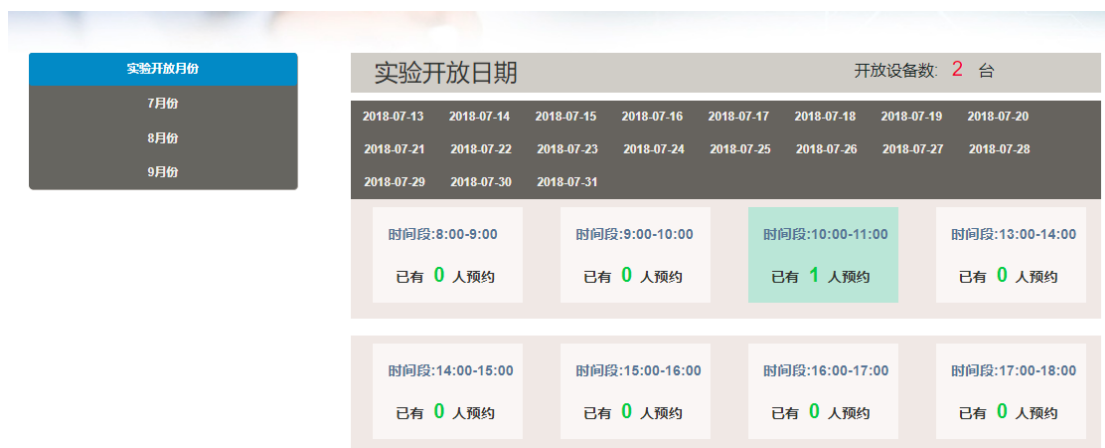 实验开放月份
7月份
8月份
9月份
实验开放日期 开放设备数: 2 台
2018-07-13 2018-07-14 2018-07-15 2018-07-16 2018-07-17 2018-07-18 2018-07-19 2018-07-20
2018-07-21 2018-07-22 2018-07-23 2018-07-24 2018-07-25 2018-07-26 2018-07-27 2018-07-28
2018-07-29 2018-07-30 2018-07-31
时间段:8:00-9:00 时间段:9:00-10:00 时间段:10:00-11:00 时间段:13:00-14:00
已有 0 人预约 已有 0 人预约 已有 1 人预约 已有 0 人预约
时间段:14:00-15:00 时间段:15:00-16:00 时间段:16:00-17:00 时间段:17:00-18:00
已有 0 人预约 已有 0 人预约 已有 0 人预约 已有 0 人预约